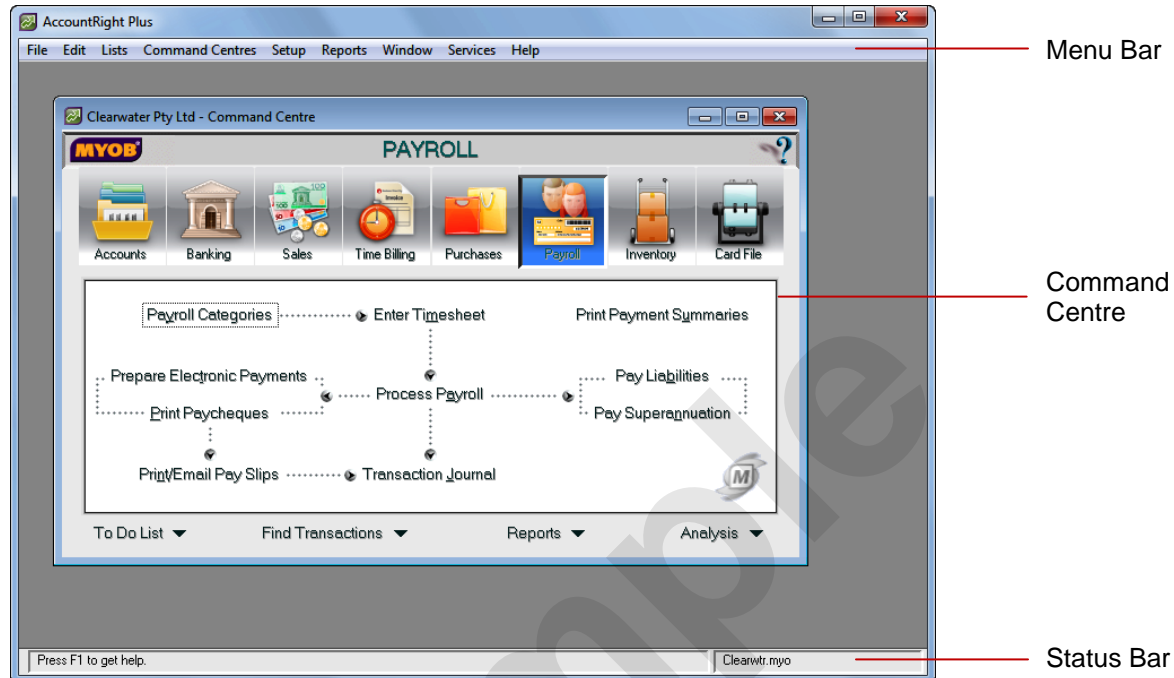 AccountRight Plus
File Edit Lists Command Centres Setup Reports Window Services Help
Menu Bar
Clearwater Pty Ltd - Command Centre
MYOB PAYROLL ?
Accounts Banking Sales Time Billing Purchases Payroll Inventory Card File
Command
Centre
Payroll Categories Enter Timesheet Print Payment Summaries
Prepare Electronic Payments Pay Liabilities
Process Payroll
Print Paycheques Pay Superannuation
Print/Email Pay Slips Transaction Journal
M
To Do List Find Transactions Reports Analysis
Press F1 to get help. Clearwtr.myo
Status Bar